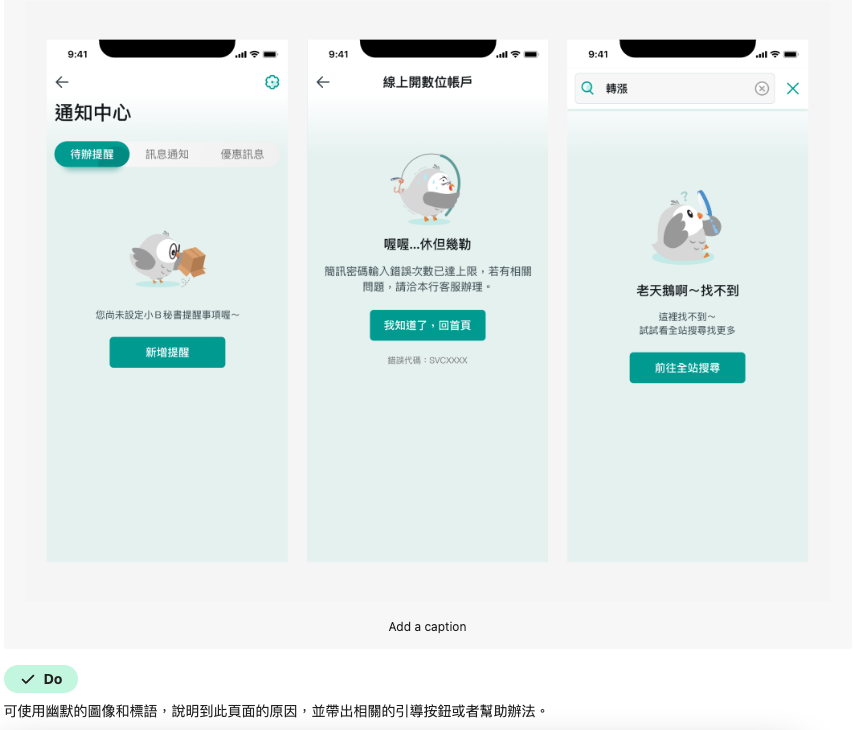 9:41
通知中心
待辦提醒 訊息通知 優惠訊息
您尚未設定小B秘書提醒事項喔～
新增提醒
9:41
線上開數位帳戶
喔喔...休但幾勒
簡訊密碼輸入錯誤次數已達上限，若有相關
問題，請洽本行客服辦理。
我知道了，回首頁
錯誤代碼：SVCXXXX
9:41
轉漲
?
老天鵝啊～找不到
這裡找不到～
試試看全站搜尋找更多
前往全站搜尋
Add a caption
Do
可使用幽默的圖像和標語，說明到此頁面的原因，並帶出相關的引導按鈕或者幫助辦法。